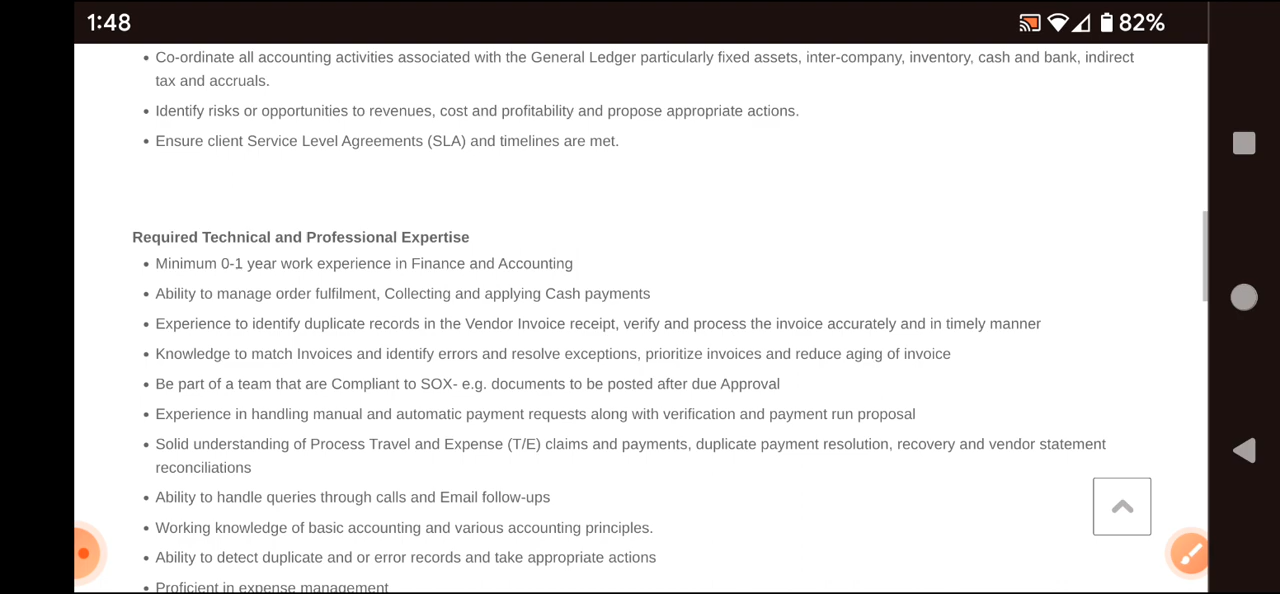 1:48
82%
• Co-ordinate all accounting activities associated with the General Ledger particularly fixed assets, inter-company, inventory, cash and bank, indirect
tax and accruals.
• Identify risks or opportunities to revenues, cost and profitability and propose appropriate actions.
• Ensure client Service Level Agreements (SLA) and timelines are met.
Required Technical and Professional Expertise
• Minimum 0-1 year work experience in Finance and Accounting
• Ability to manage order fulfilment, Collecting and applying Cash payments
• Experience to identify duplicate records in the Vendor Invoice receipt, verify and process the invoice accurately and in timely manner
• Knowledge to match Invoices and identify errors and resolve exceptions, prioritize invoices and reduce aging of invoice
• Be part of a team that are Compliant to SOX- e.g. documents to be posted after due Approval
• Experience in handling manual and automatic payment requests along with verification and payment run proposal
• Solid understanding of Process Travel and Expense (T/E) claims and payments, duplicate payment resolution, recovery and vendor statement
reconciliations
• Ability to handle queries through calls and Email follow-ups
• Working knowledge of basic accounting and various accounting principles.
• Ability to detect duplicate and or error records and take appropriate actions
• Proficient in expense management